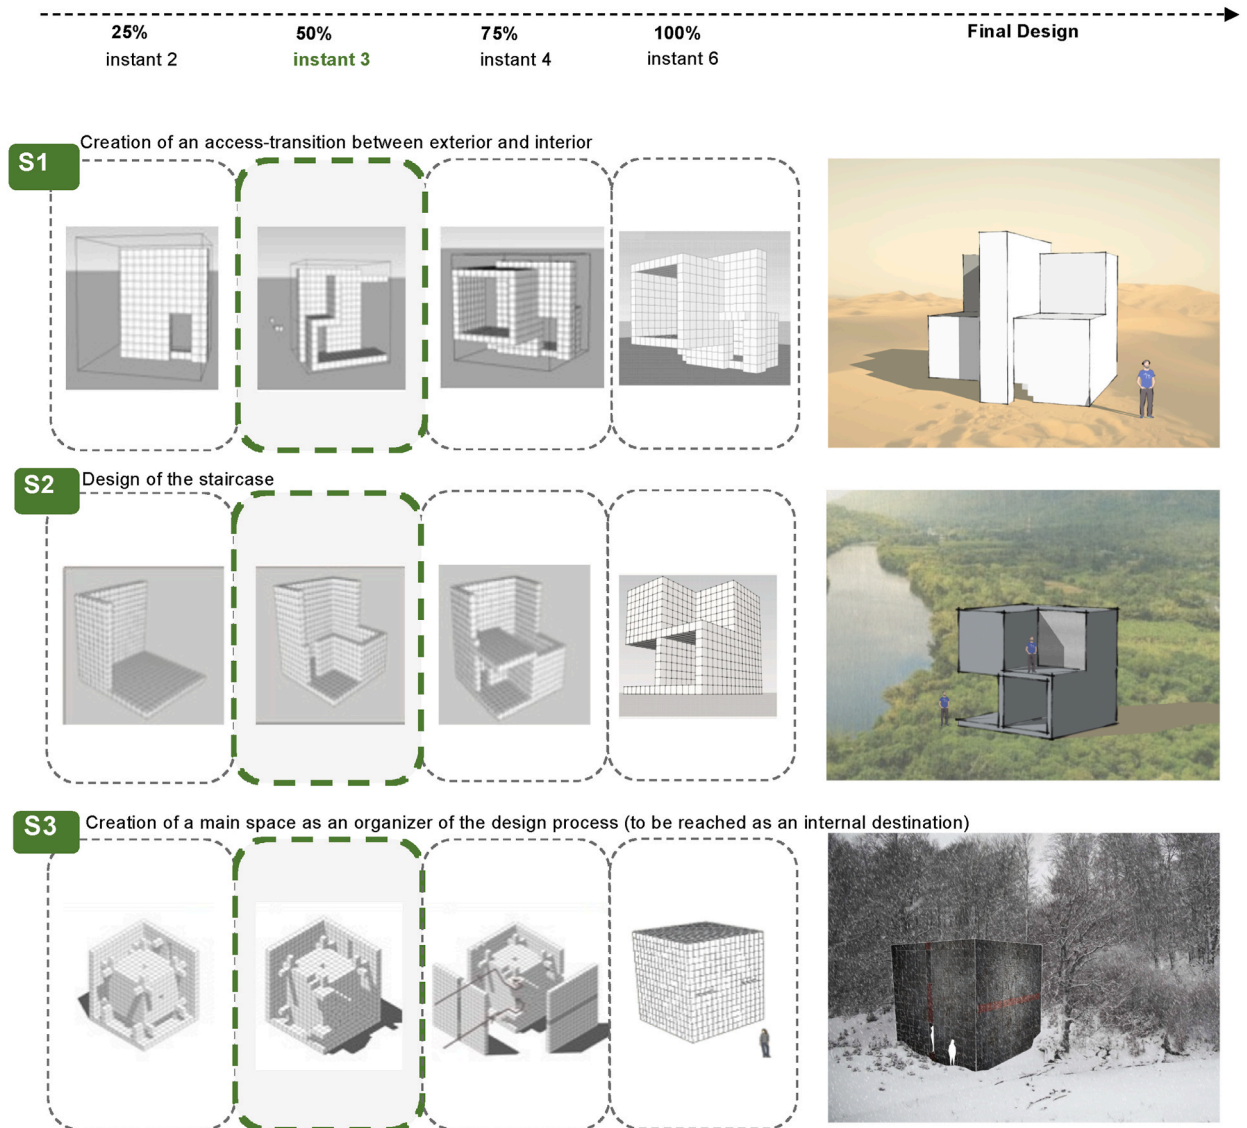 25% 50% 75% 100% Final Design
instant 2 instant 3 instant 4 instant 6
S1 Creation of an access-transition between exterior and interior
S2 Design of the staircase
S3 Creation of a main space as an organizer of the design process (to be reached as an internal destination)